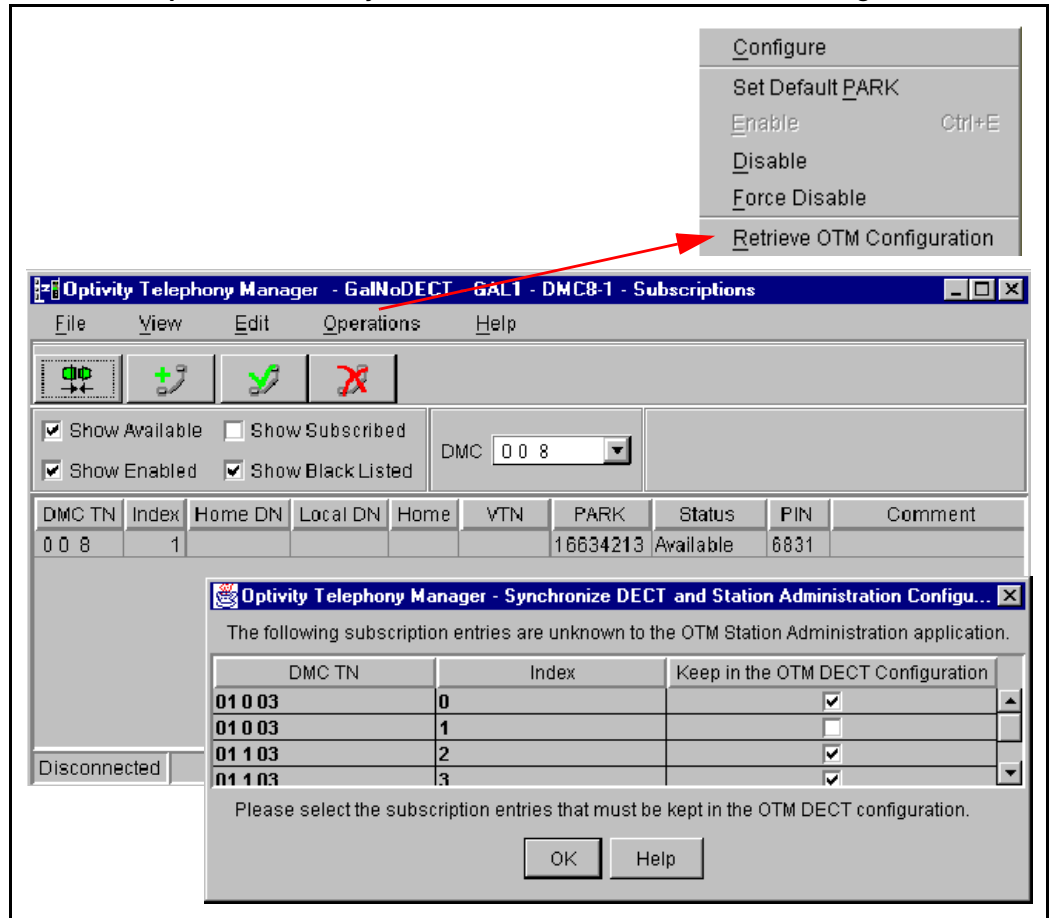 Configure
Set Default PARK
Enable Ctrl+E
Disable
Force Disable
Retrieve OTM Configuration
Optivity Telephony Manager - GalNoDECT GAL1 - DMC8-1 - Subscriptions
File View Edit Operations Help
Show Available Show Subscribed
DMC 0 0 8
Show Enabled Show Black Listed
DMC TN Index Home DN Local DN Home VTN PARK Status PIN Comment
0 0 8 1 16634213 Available 6831
Optivity Telephony Manager - Synchronize DECT and Station Administration Configu...
The following subscription entries are unknown to the OTM Station Administration application.
DMC TN Index Keep in the OTM DECT Configuration
01 0 03 0
01 0 03 1
01 1 03 2
01 1 03 3
Disconnected
Please select the subscription entries that must be kept in the OTM DECT configuration.
OK Help